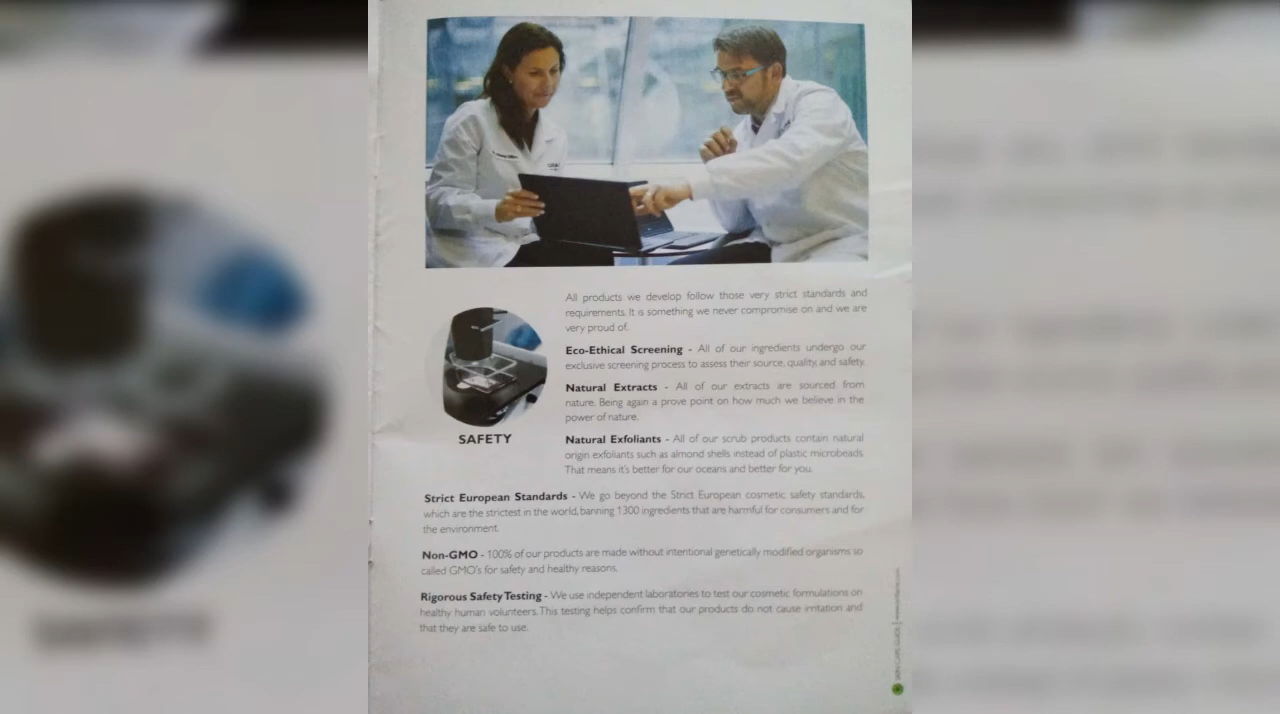 All products we develop follow those very strict standards and
requirements. It is something we never compromise on and we are
very proud of.
Eco-Ethical Screening - All of our ingredients undergo our
exclusive screening process to assess their source, quality, and safety.
Natural Extracts - All of our extracts are sourced from
nature. Being again a prove point on how much we believe in the
power of nature.
SAFETY
Natural Exfoliants - All of our scrub products contain natural
origin exfoliants such as almond shells instead of plastic microbeads.
That means it's better for our oceans and better for you.
Strict European Standards - We go beyond the Strict European cosmetic safety standards,
which are the strictest in the world, banning 1300 ingredients that are harmful for consumers and for
the environment.
Non-GMO - 100% of our products are made without intentional genetically modified organisms so
called GMO's for safety and healthy reasons.
Rigorous Safety Testing - We use independent laboratories to test our cosmetic formulations on
healthy human volunteers. This testing helps confirm that our products do not cause irritation and
that they are safe to use.
SKIN CARE GUIDE